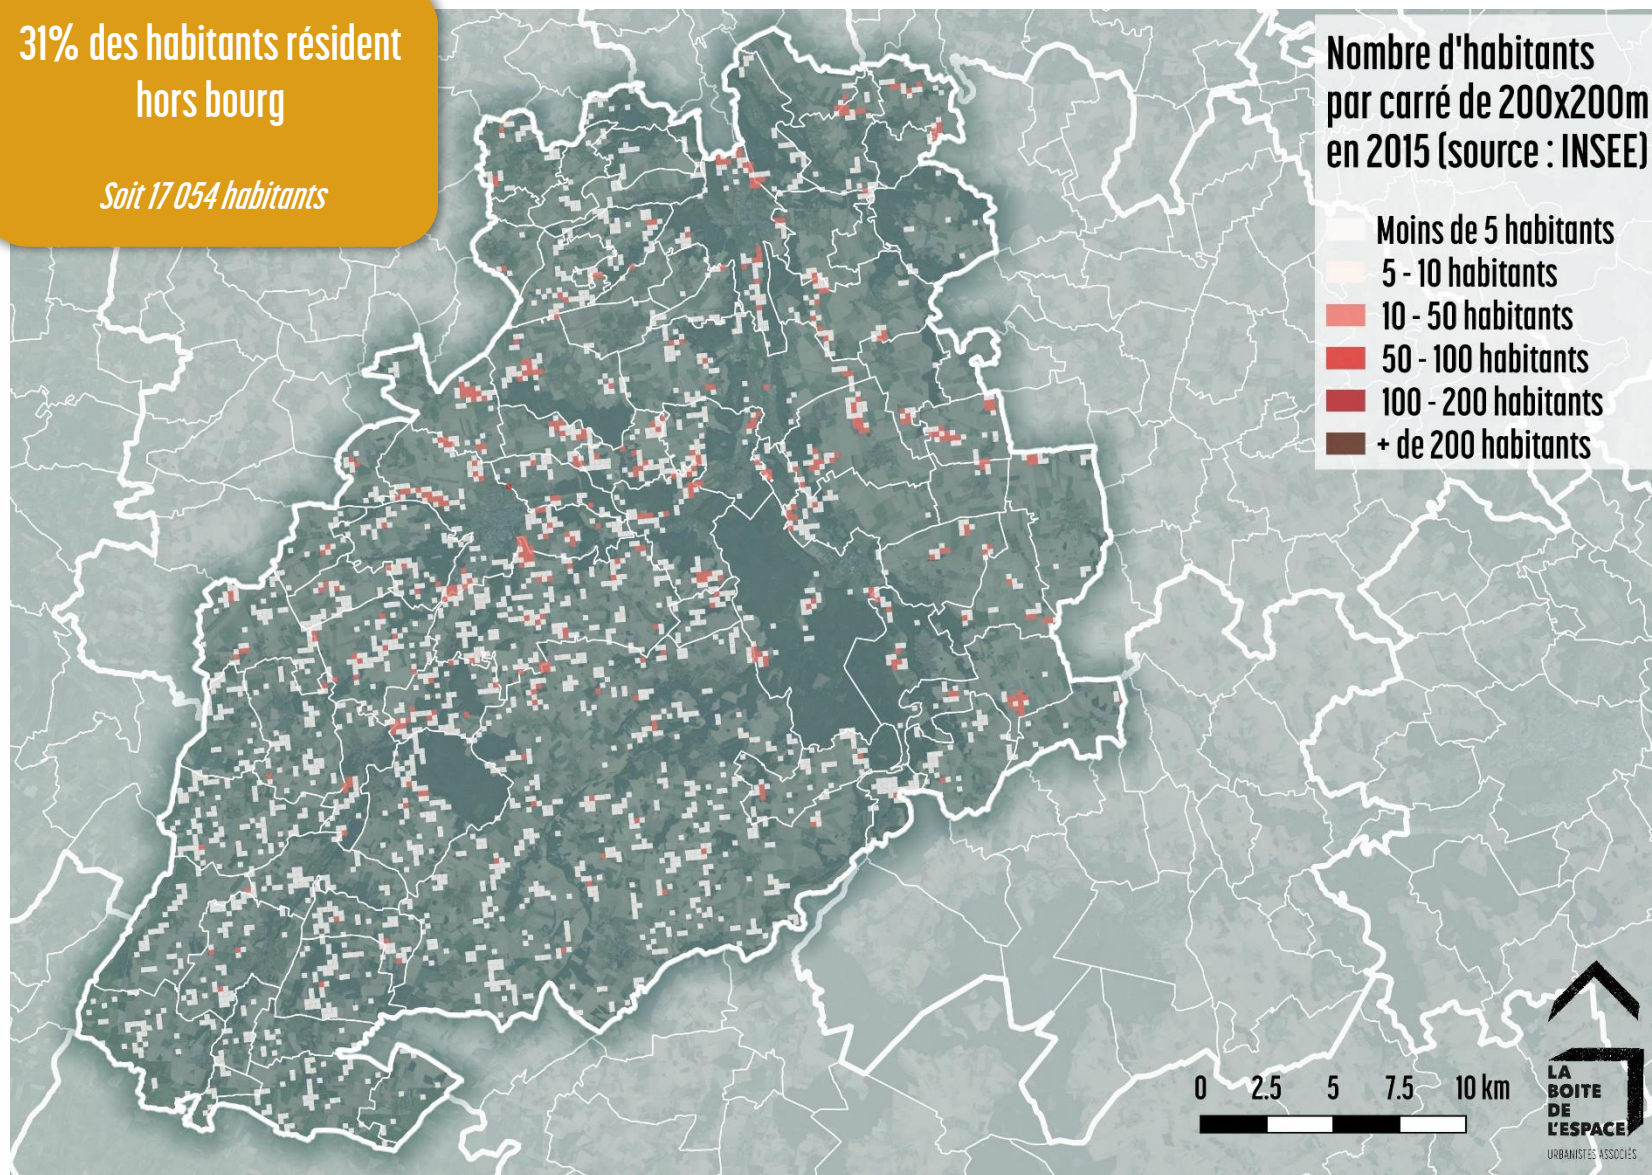 31% des habitants résident
hors bourg
Soit 17 054 habitants
Nombre d'habitants
par carré de 200x200m
en 2015 (source : INSEE)
Moins de 5 habitants
5 - 10 habitants
10 - 50 habitants
50 - 100 habitants
100 - 200 habitants
+ de 200 habitants
0 2.5 5 7.5 10 km
LA
BOITE
DE
L'ESPACE
URBANISTES ASSOCIÉS